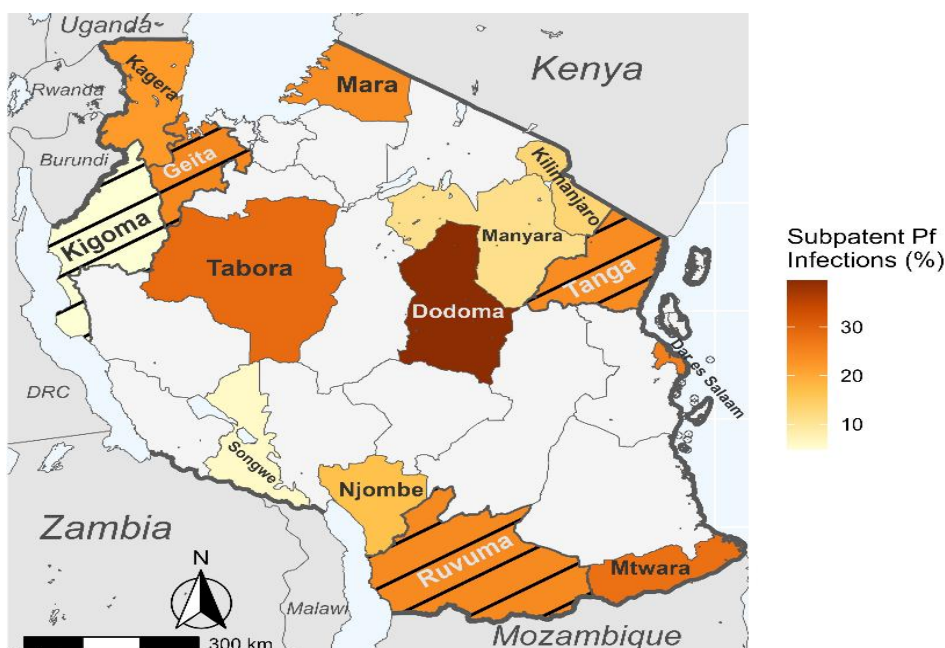 Uganda
Kenya
Rwanda
Kagera
Mara
Burundi
Geita
Kilimanjaro
Kigoma
Manyara
Tabora
Tanga
Dodoma
Dar es Salaam
DRC
Songwe
Njombe
Zambia
Ruvuma
Mtwara
N
Malawi
Mozambique
300 km
Subpatent Pf
Infections (%)
30
20
10